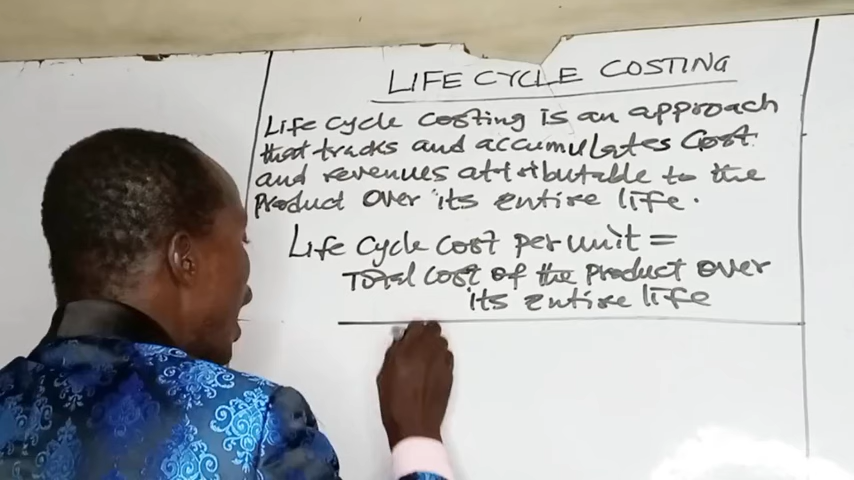 LIFE CYCLE COSTING
Life cycle costing is an approach
that tracks and accumulates Cost
and revenues attributable to the
Product over its entire life.
Life cycle cost per unit =
Total cost of the product over
its entire life